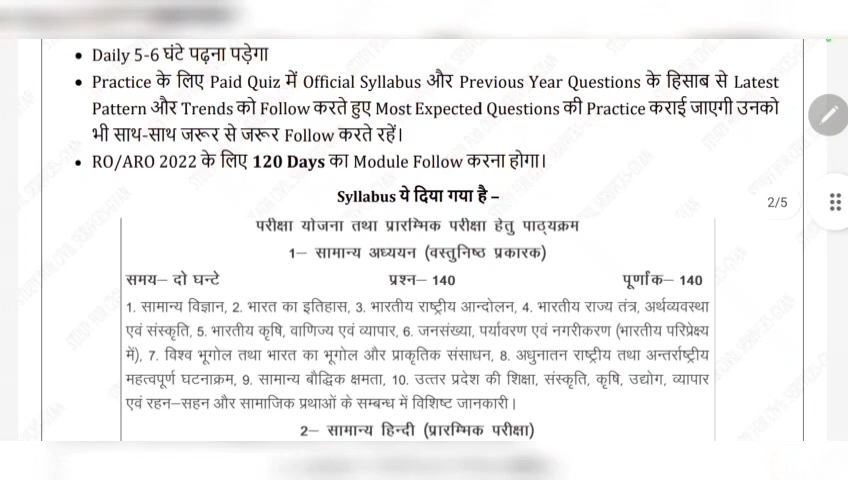 • Daily 5-6 घंटे पढ़ना पड़ेगा
• Practice के लिए Paid Quiz में Official Syllabus और Previous Year Questions के हिसाब से Latest
Pattern और Trends को Follow करते हुए Most Expected Questions की Practice कराई जाएगी उनको
भी साथ-साथ जरूर से जरूर Follow करते रहें।
• RO/ARO 2022 के लिए 120 Days का Module Follow करना होगा।
Syllabus ये दिया गया है –
2/5
परीक्षा योजना तथा प्रारम्भिक परीक्षा हेतु पाठ्यक्रम
1— सामान्य अध्ययन (वस्तुनिष्ठ प्रकारक)
समय— दो घन्टे प्रश्न— 140 पूर्णांक— 140
1. सामान्य विज्ञान, 2. भारत का इतिहास, 3. भारतीय राष्ट्रीय आन्दोलन, 4. भारतीय राज्य तंत्र, अर्थव्यवस्था
एवं संस्कृति, 5. भारतीय कृषि, वाणिज्य एवं व्यापार, 6. जनसंख्या, पर्यावरण एवं नगरीकरण (भारतीय परिप्रेक्ष्य
में), 7. विश्व भूगोल तथा भारत का भूगोल और प्राकृतिक संसाधन, 8. अधुनातन राष्ट्रीय तथा अन्तर्राष्ट्रीय
महत्वपूर्ण घटनाक्रम, 9. सामान्य बौद्धिक क्षमता, 10. उत्तर प्रदेश की शिक्षा, संस्कृति, कृषि, उद्योग, व्यापार
एवं रहन—सहन और सामाजिक प्रथाओं के सम्बन्ध में विशिष्ट जानकारी।
2— सामान्य हिन्दी (प्रारम्भिक परीक्षा)